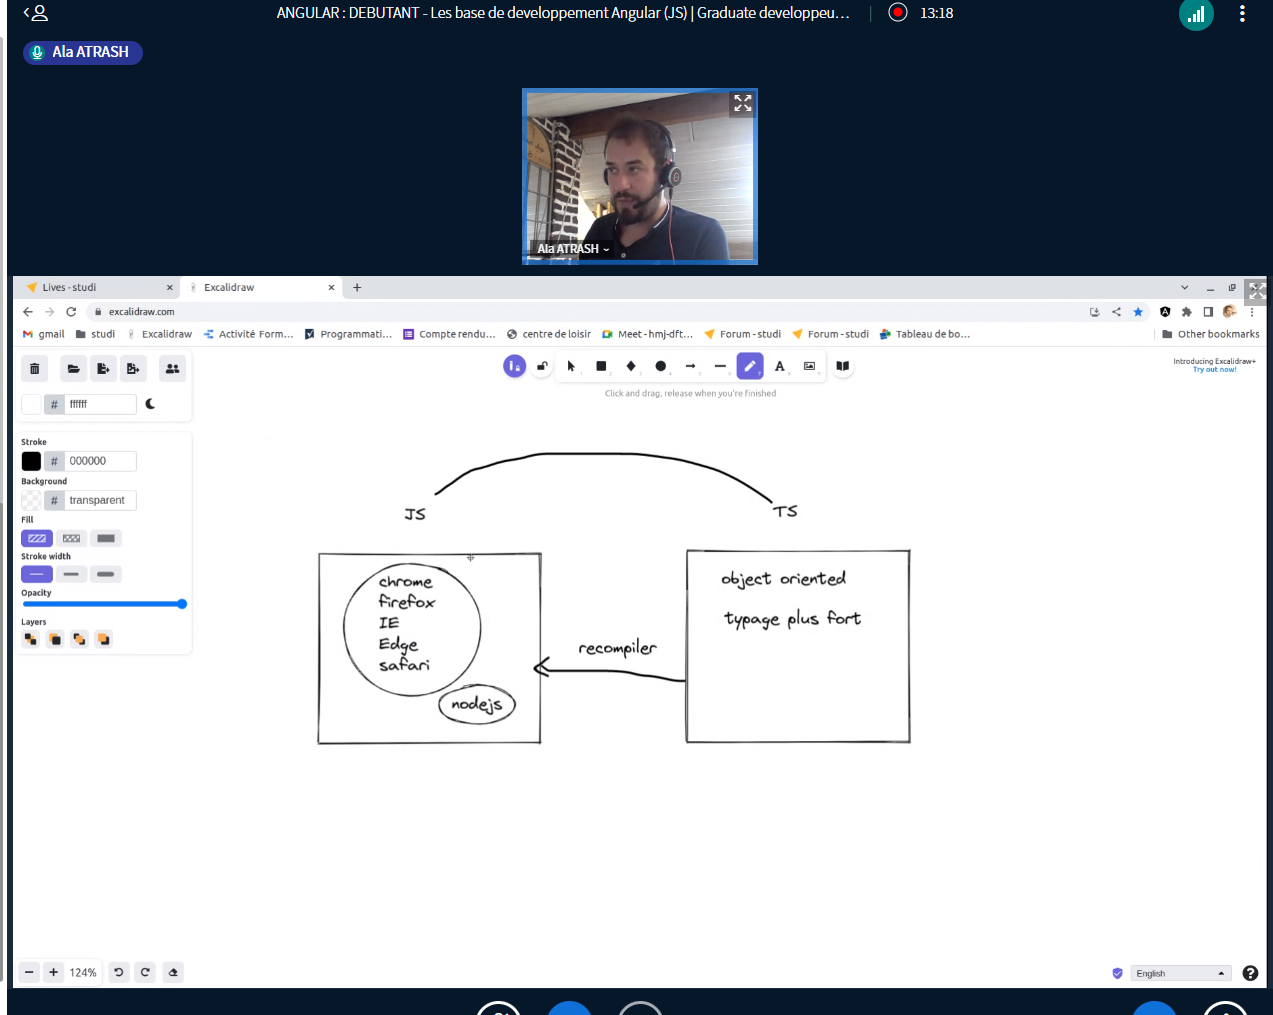 ANGULAR : DEBUTANT - Les base de developpement Angular (JS) | Graduate developpeu...
13:18
Ala ATRASH
Ala ATRASH
Lives - studi
Excalidraw
excalidraw.com
gmail
studi
Excalidraw
Activité Form...
Programmati...
Compte rendu...
centre de loisir
Meet - hmj-dft...
Forum - studi
Forum - studi
Tableau de bo...
Other bookmarks
Introducing Excalidraw+
Try out now!
Click and drag, release when you're finished
# ffffff
Stroke
# 000000
Background
# transparent
Fill
Stroke width
Opacity
Layers
JS
TS
chrome
firefox
IE
Edge
safari
nodejs
recompiler
object oriented
typage plus fort
124%
English